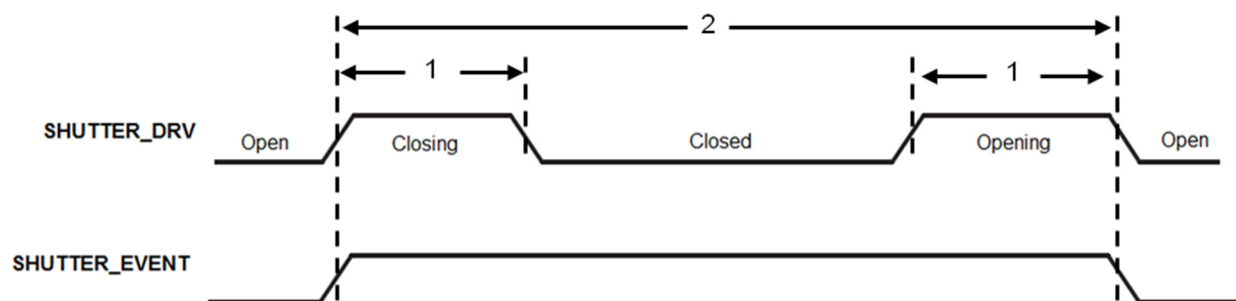 2
1 1
SHUTTER_DRV Open Closing Closed Opening Open
SHUTTER_EVENT